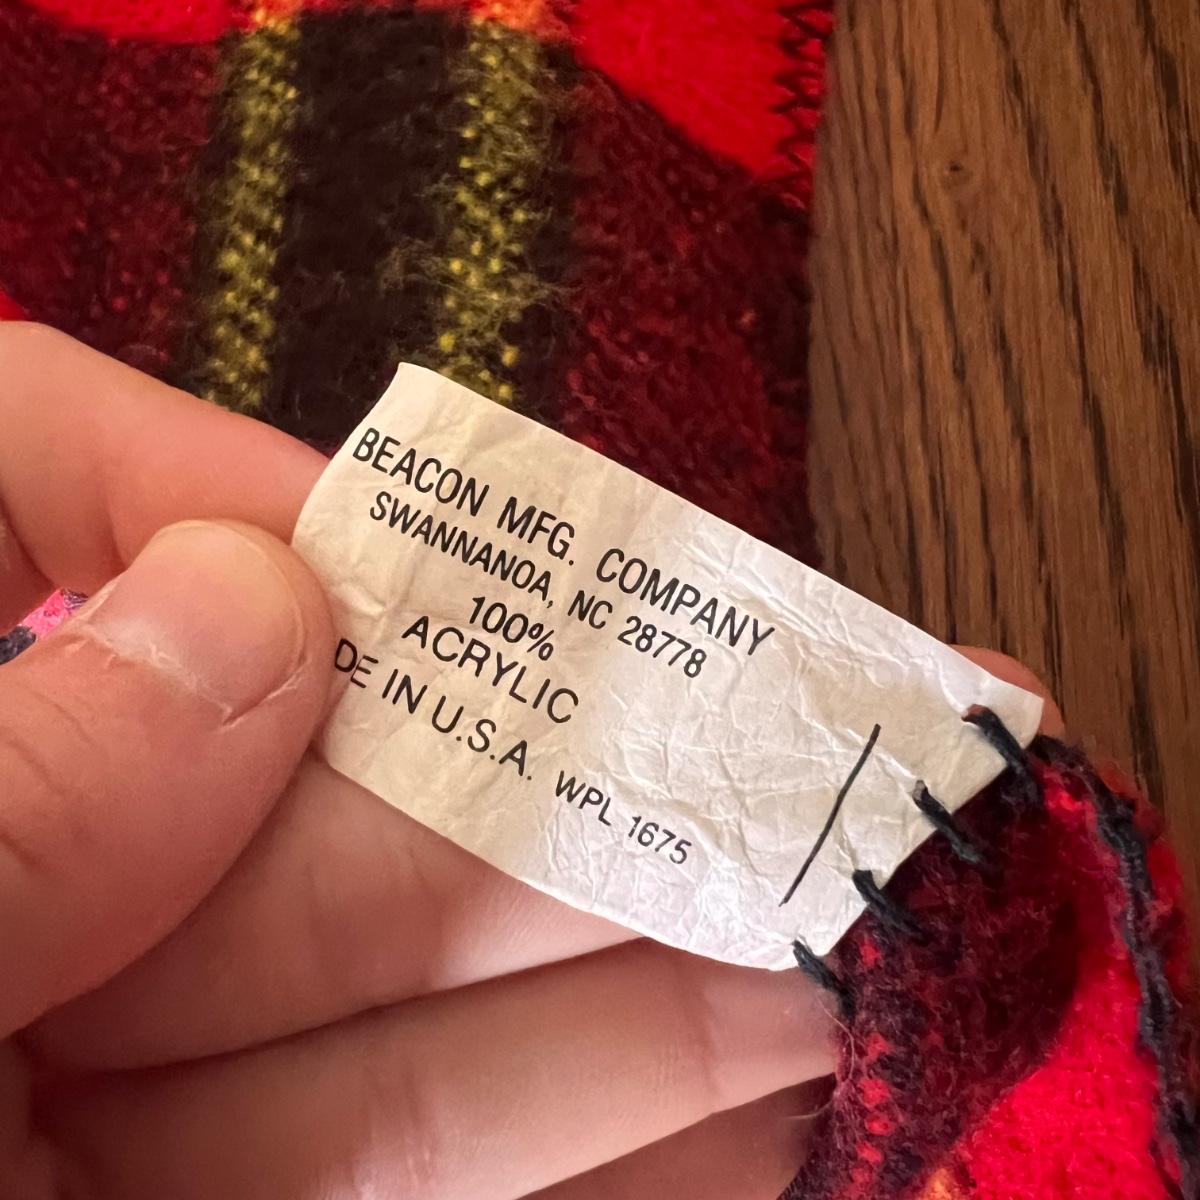 BEACON MFG. COMPANY
SWANNANOA, NC 28778
100%
ACRYLIC
DE IN U.S.A. WPL 1675